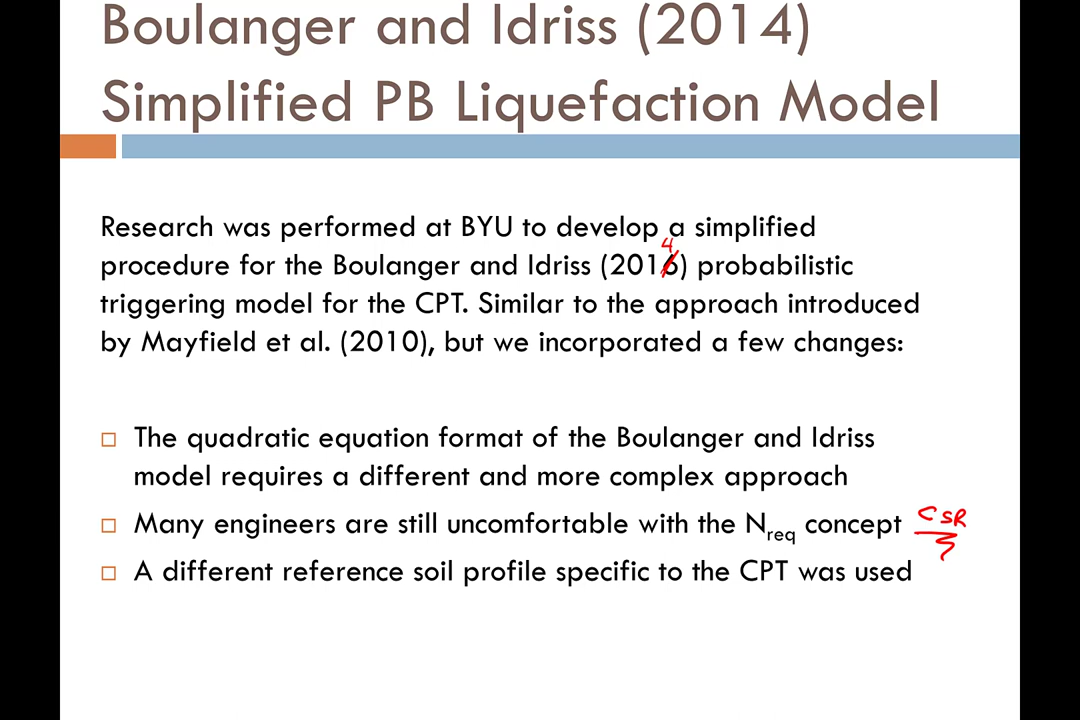 Boulanger and Idriss (2014)
Simplified PB Liquefaction Model
Research was performed at BYU to develop a simplified
4
procedure for the Boulanger and Idriss (2016) probabilistic
triggering model for the CPT. Similar to the approach introduced
by Mayfield et al. (2010), but we incorporated a few changes:
□ The quadratic equation format of the Boulanger and Idriss
model requires a different and more complex approach
□ Many engineers are still uncomfortable with the Nreq concept CSR
□ A different reference soil profile specific to the CPT was used